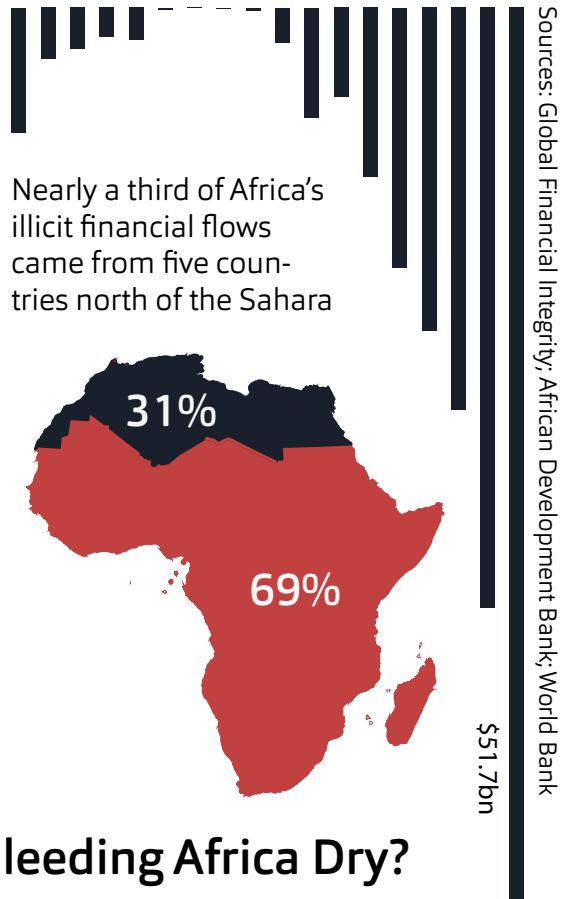 Nearly a third of Africa’s
illicit financial flows
came from five coun-
tries north of the Sahara
31%
69%
$51.7bn
leeding Africa Dry?
Sources: Global Financial Integrity; African Development Bank; World Bank